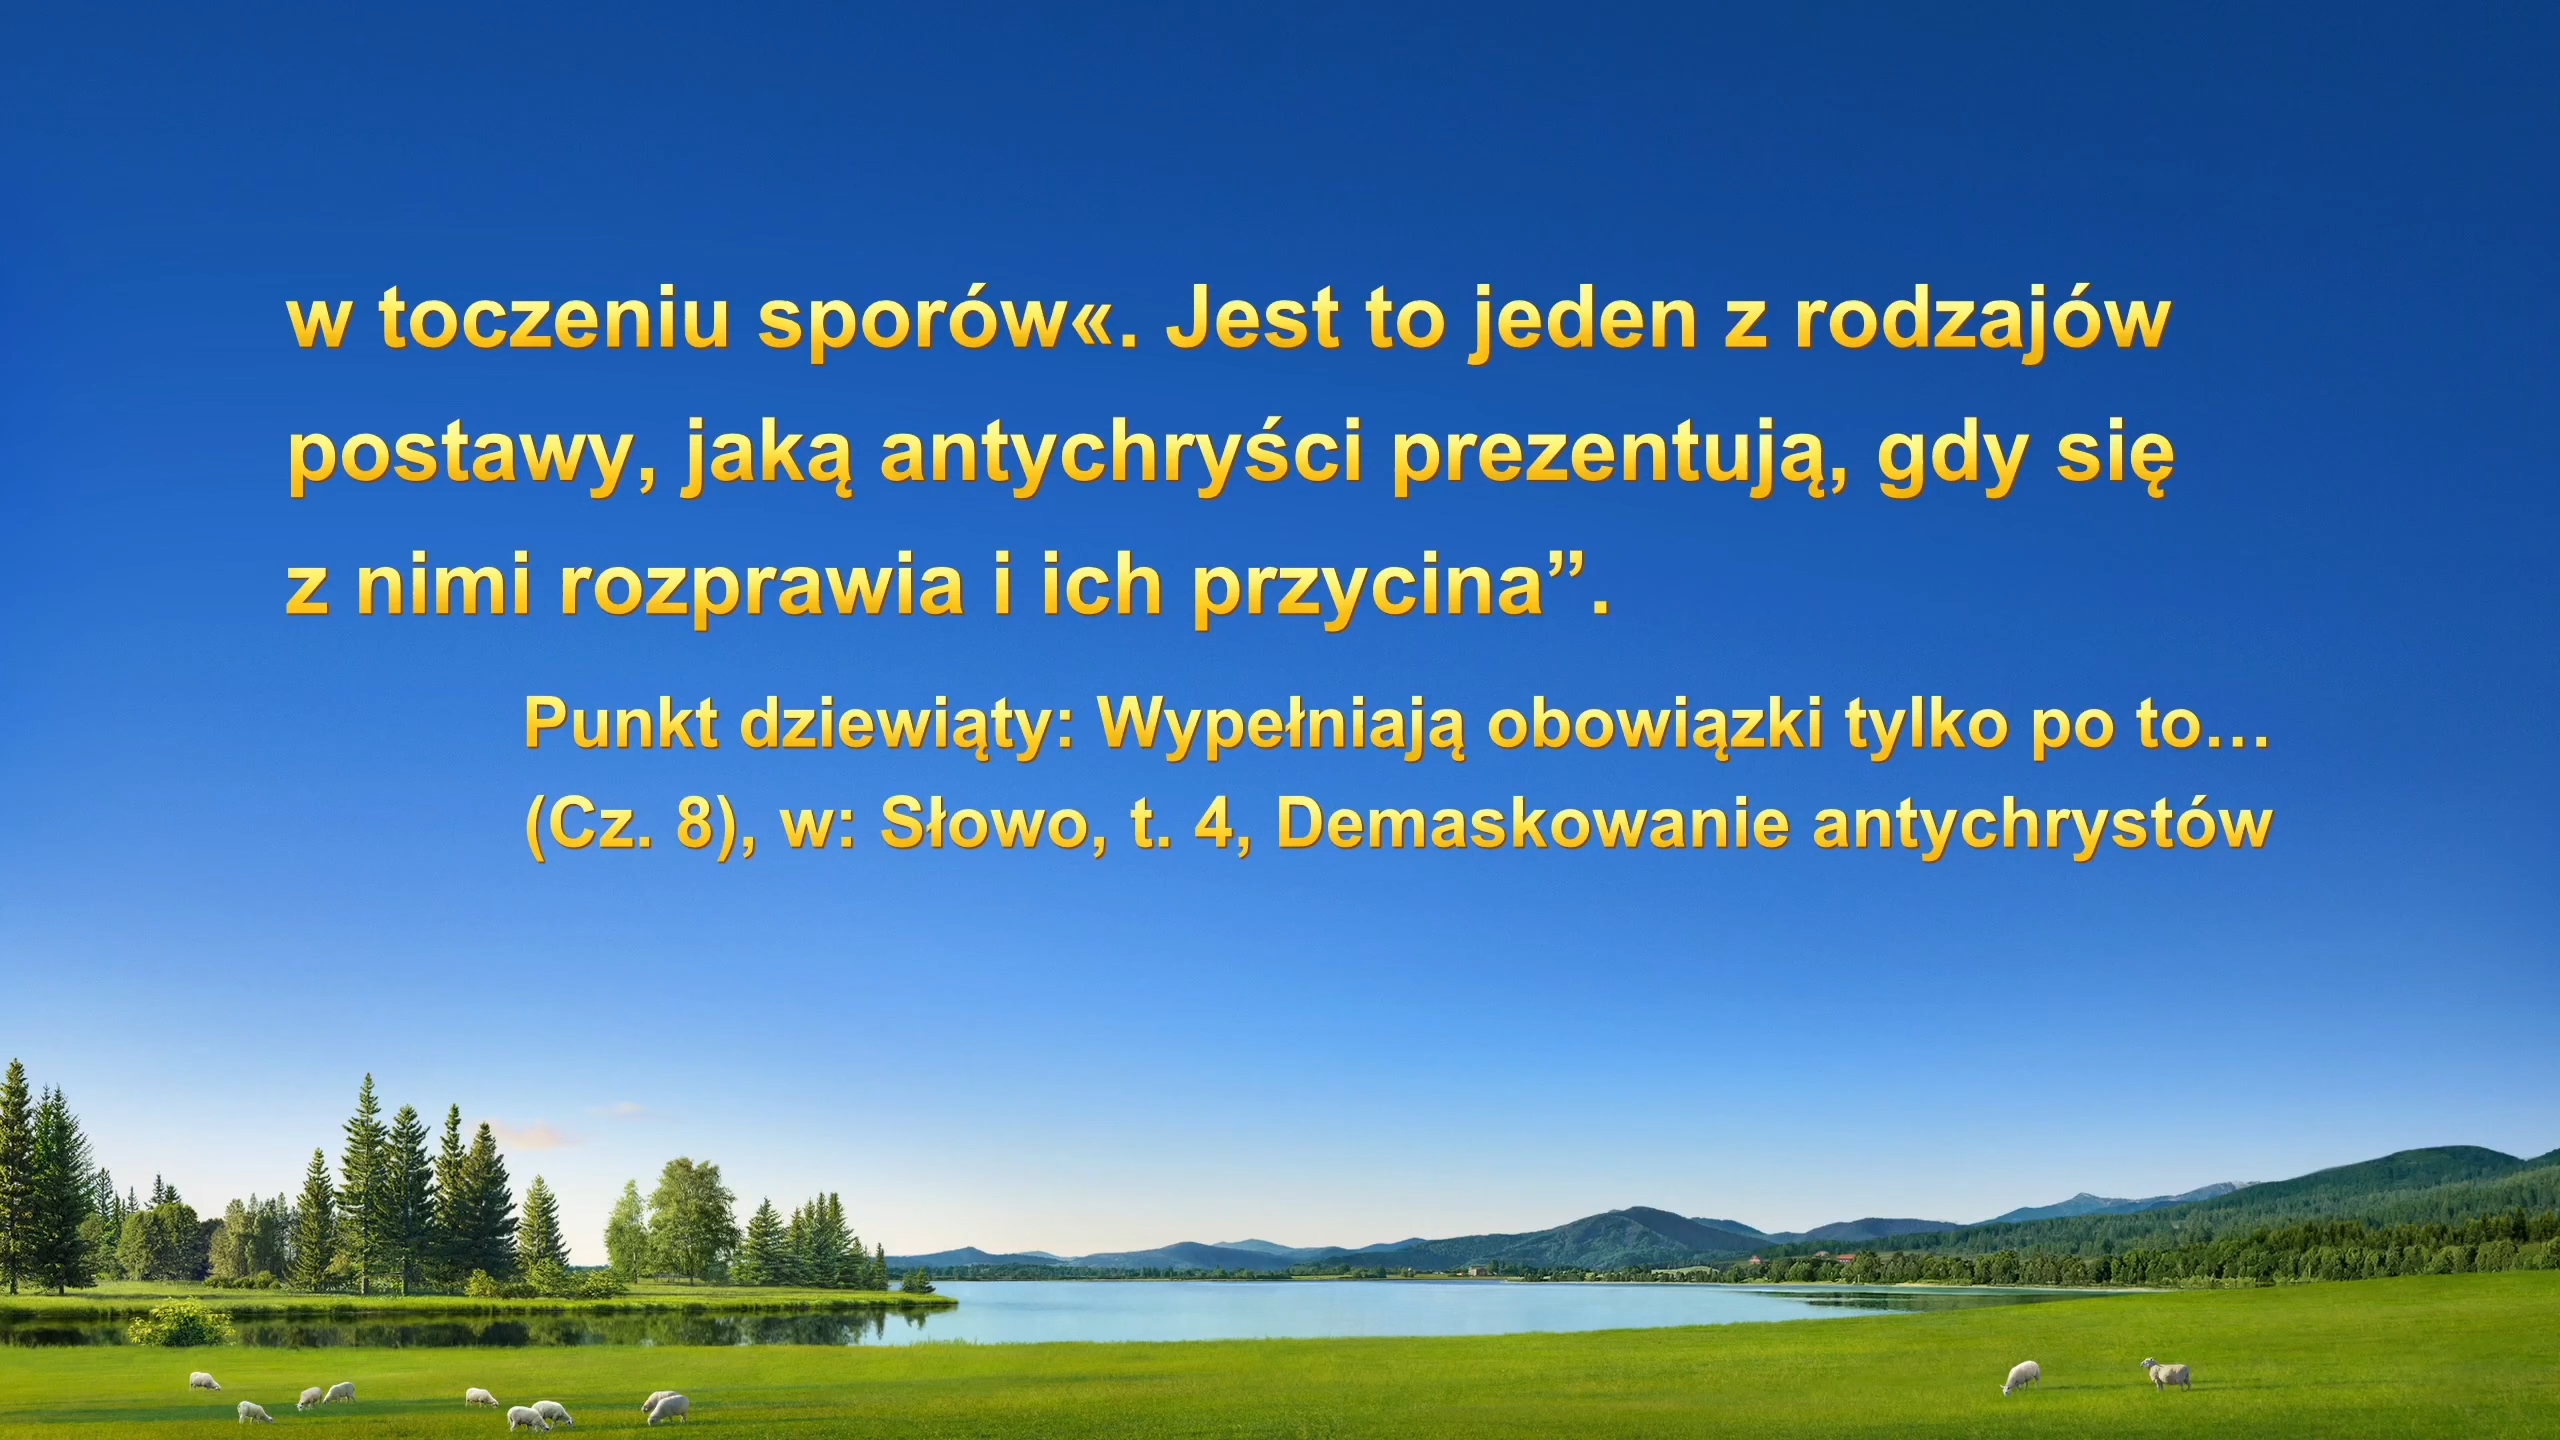 w toczeniu sporów«. Jest to jeden z rodzajów
postawy, jaką antychryści prezentują, gdy się
z nimi rozprawia i ich przycina”.
Punkt dziewiąty: Wypełniają obowiązki tylko po to…
(Cz. 8), w: Słowo, t. 4, Demaskowanie antychrystów